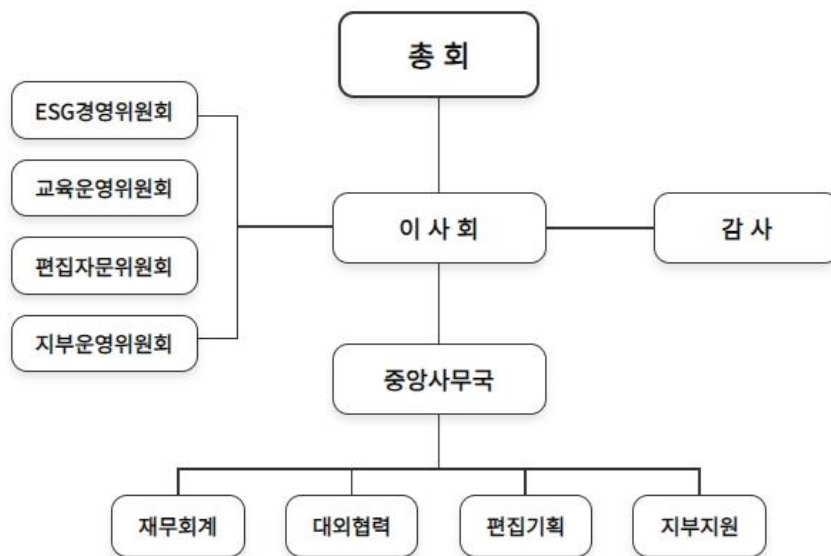 총 회
ESG경영위원회
교육운영위원회
편집자문위원회
지부운영위원회
이 사 회
감 사
중앙사무국
재무회계
대외협력
편집기획
지부지원